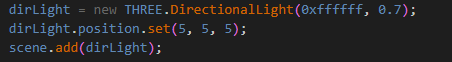 dirLight = new THREE.DirectionalLight(0xffffff, 0.7);
dirLight.position.set(5, 5, 5);
scene.add(dirLight);